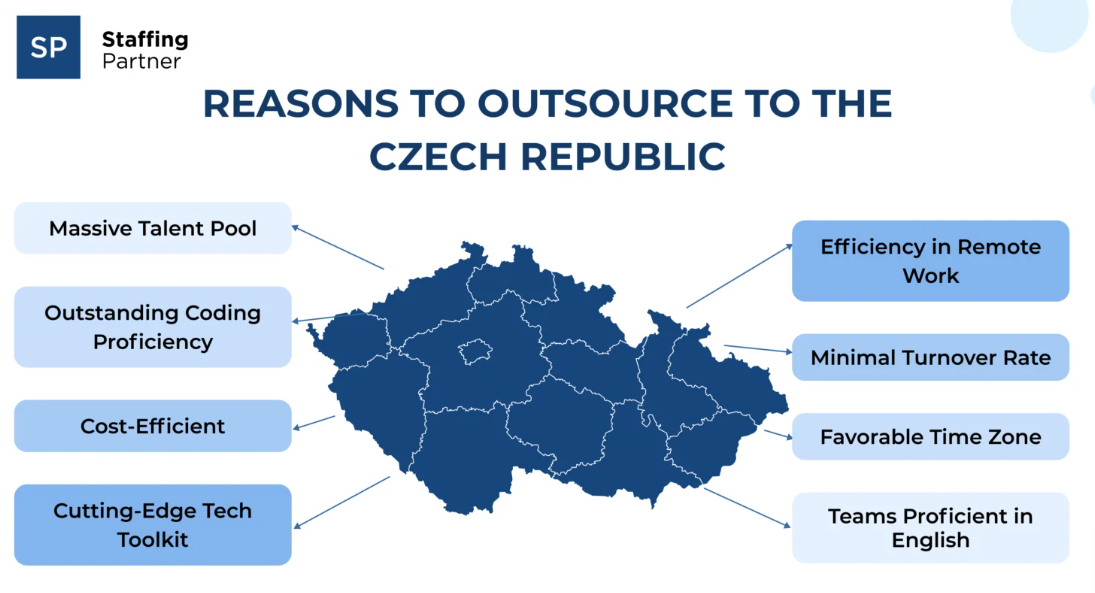 SP
Staffing
Partner
REASONS TO OUTSOURCE TO THE
CZECH REPUBLIC
Massive Talent Pool
Outstanding Coding
Proficiency
Cost-Efficient
Cutting-Edge Tech
Toolkit
Efficiency in Remote
Work
Minimal Turnover Rate
Favorable Time Zone
Teams Proficient in
English